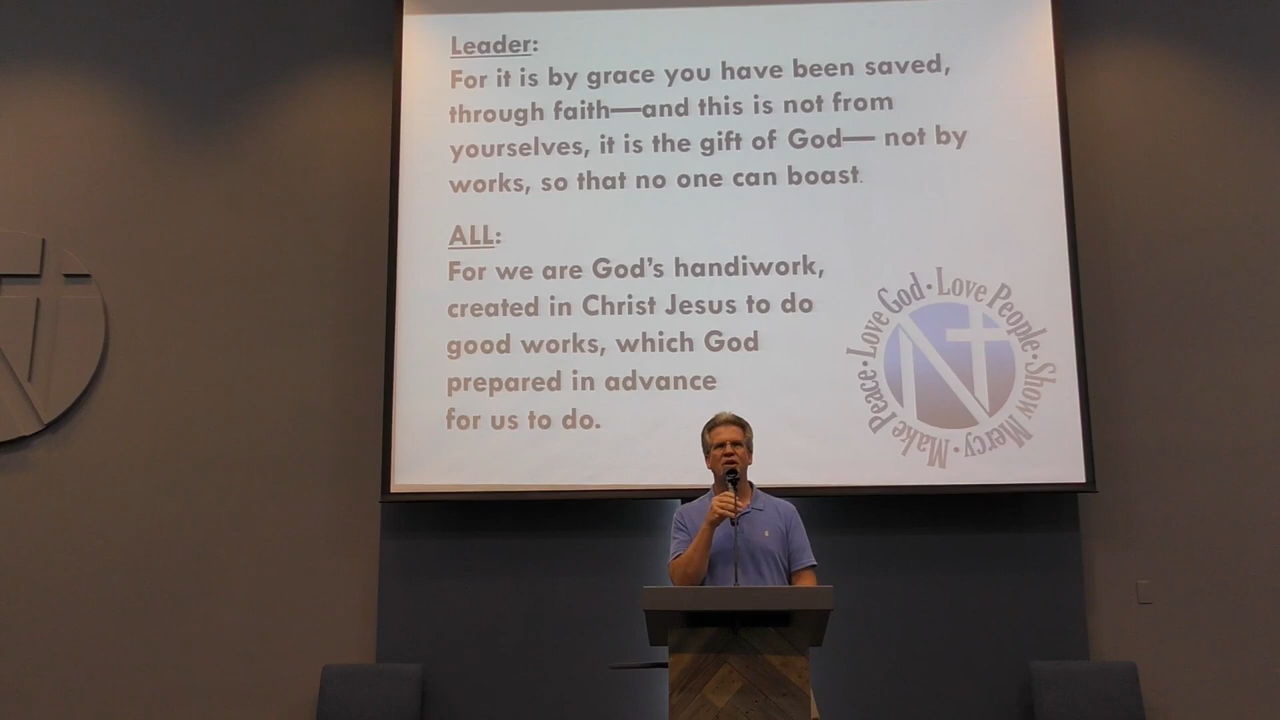 Leader:
For it is by grace you have been saved,
through faith—and this is not from
yourselves, it is the gift of God— not by
works, so that no one can boast.
ALL:
For we are God's handiwork,
created in Christ Jesus to do
good works, which God
prepared in advance
for us to do.
Love God · Love People · Show Mercy · Make Peace ·
NT